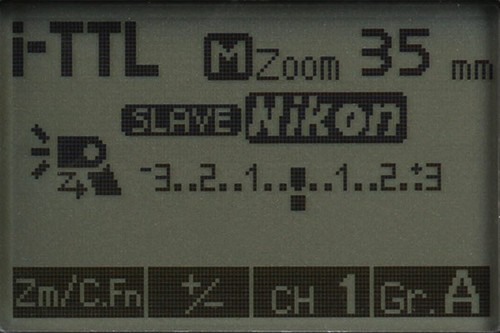 i-TTL M Zoom 35 mm
SLAVE Nikon
Z
-3..2..1..▮..1..2..+3
Zm/C.Fn +/- CH 1 Gr. A